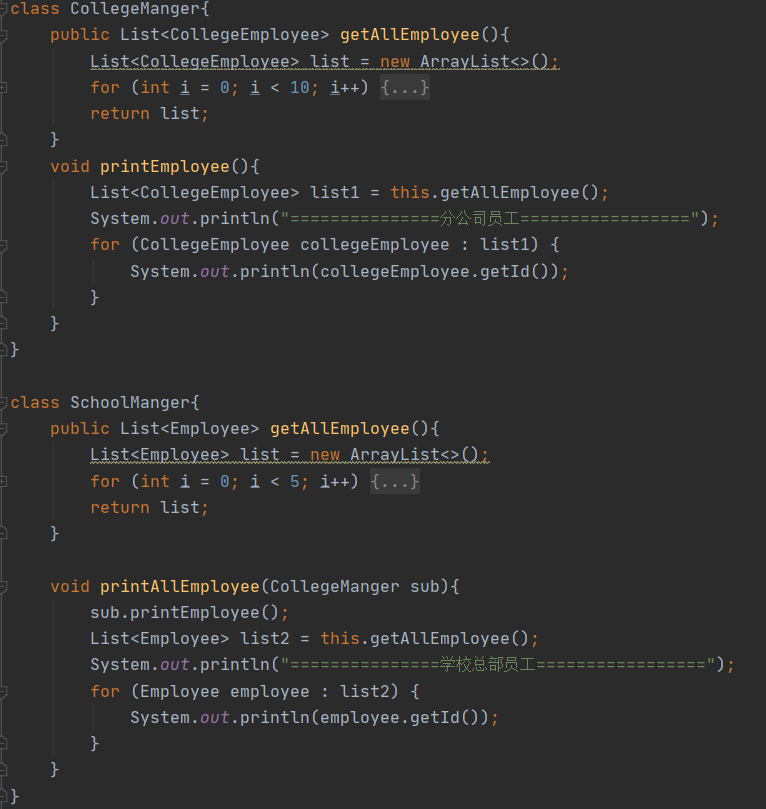 class CollegeManger{
    public List<CollegeEmployee> getAllEmployee(){
        List<CollegeEmployee> list = new ArrayList<>();
        for (int i = 0; i < 10; i++) {...}
        return list;
    }
    void printEmployee(){
        List<CollegeEmployee> list1 = this.getAllEmployee();
        System.out.println("===============分公司员工=================");
        for (CollegeEmployee collegeEmployee : list1) {
            System.out.println(collegeEmployee.getId());
        }
    }
}
class SchoolManger{
    public List<Employee> getAllEmployee(){
        List<Employee> list = new ArrayList<>();
        for (int i = 0; i < 5; i++) {...}
        return list;
    }
    void printAllEmployee(CollegeManger sub){
        sub.printEmployee();
        List<Employee> list2 = this.getAllEmployee();
        System.out.println("===============学校总部员工=================");
        for (Employee employee : list2) {
            System.out.println(employee.getId());
        }
    }
}